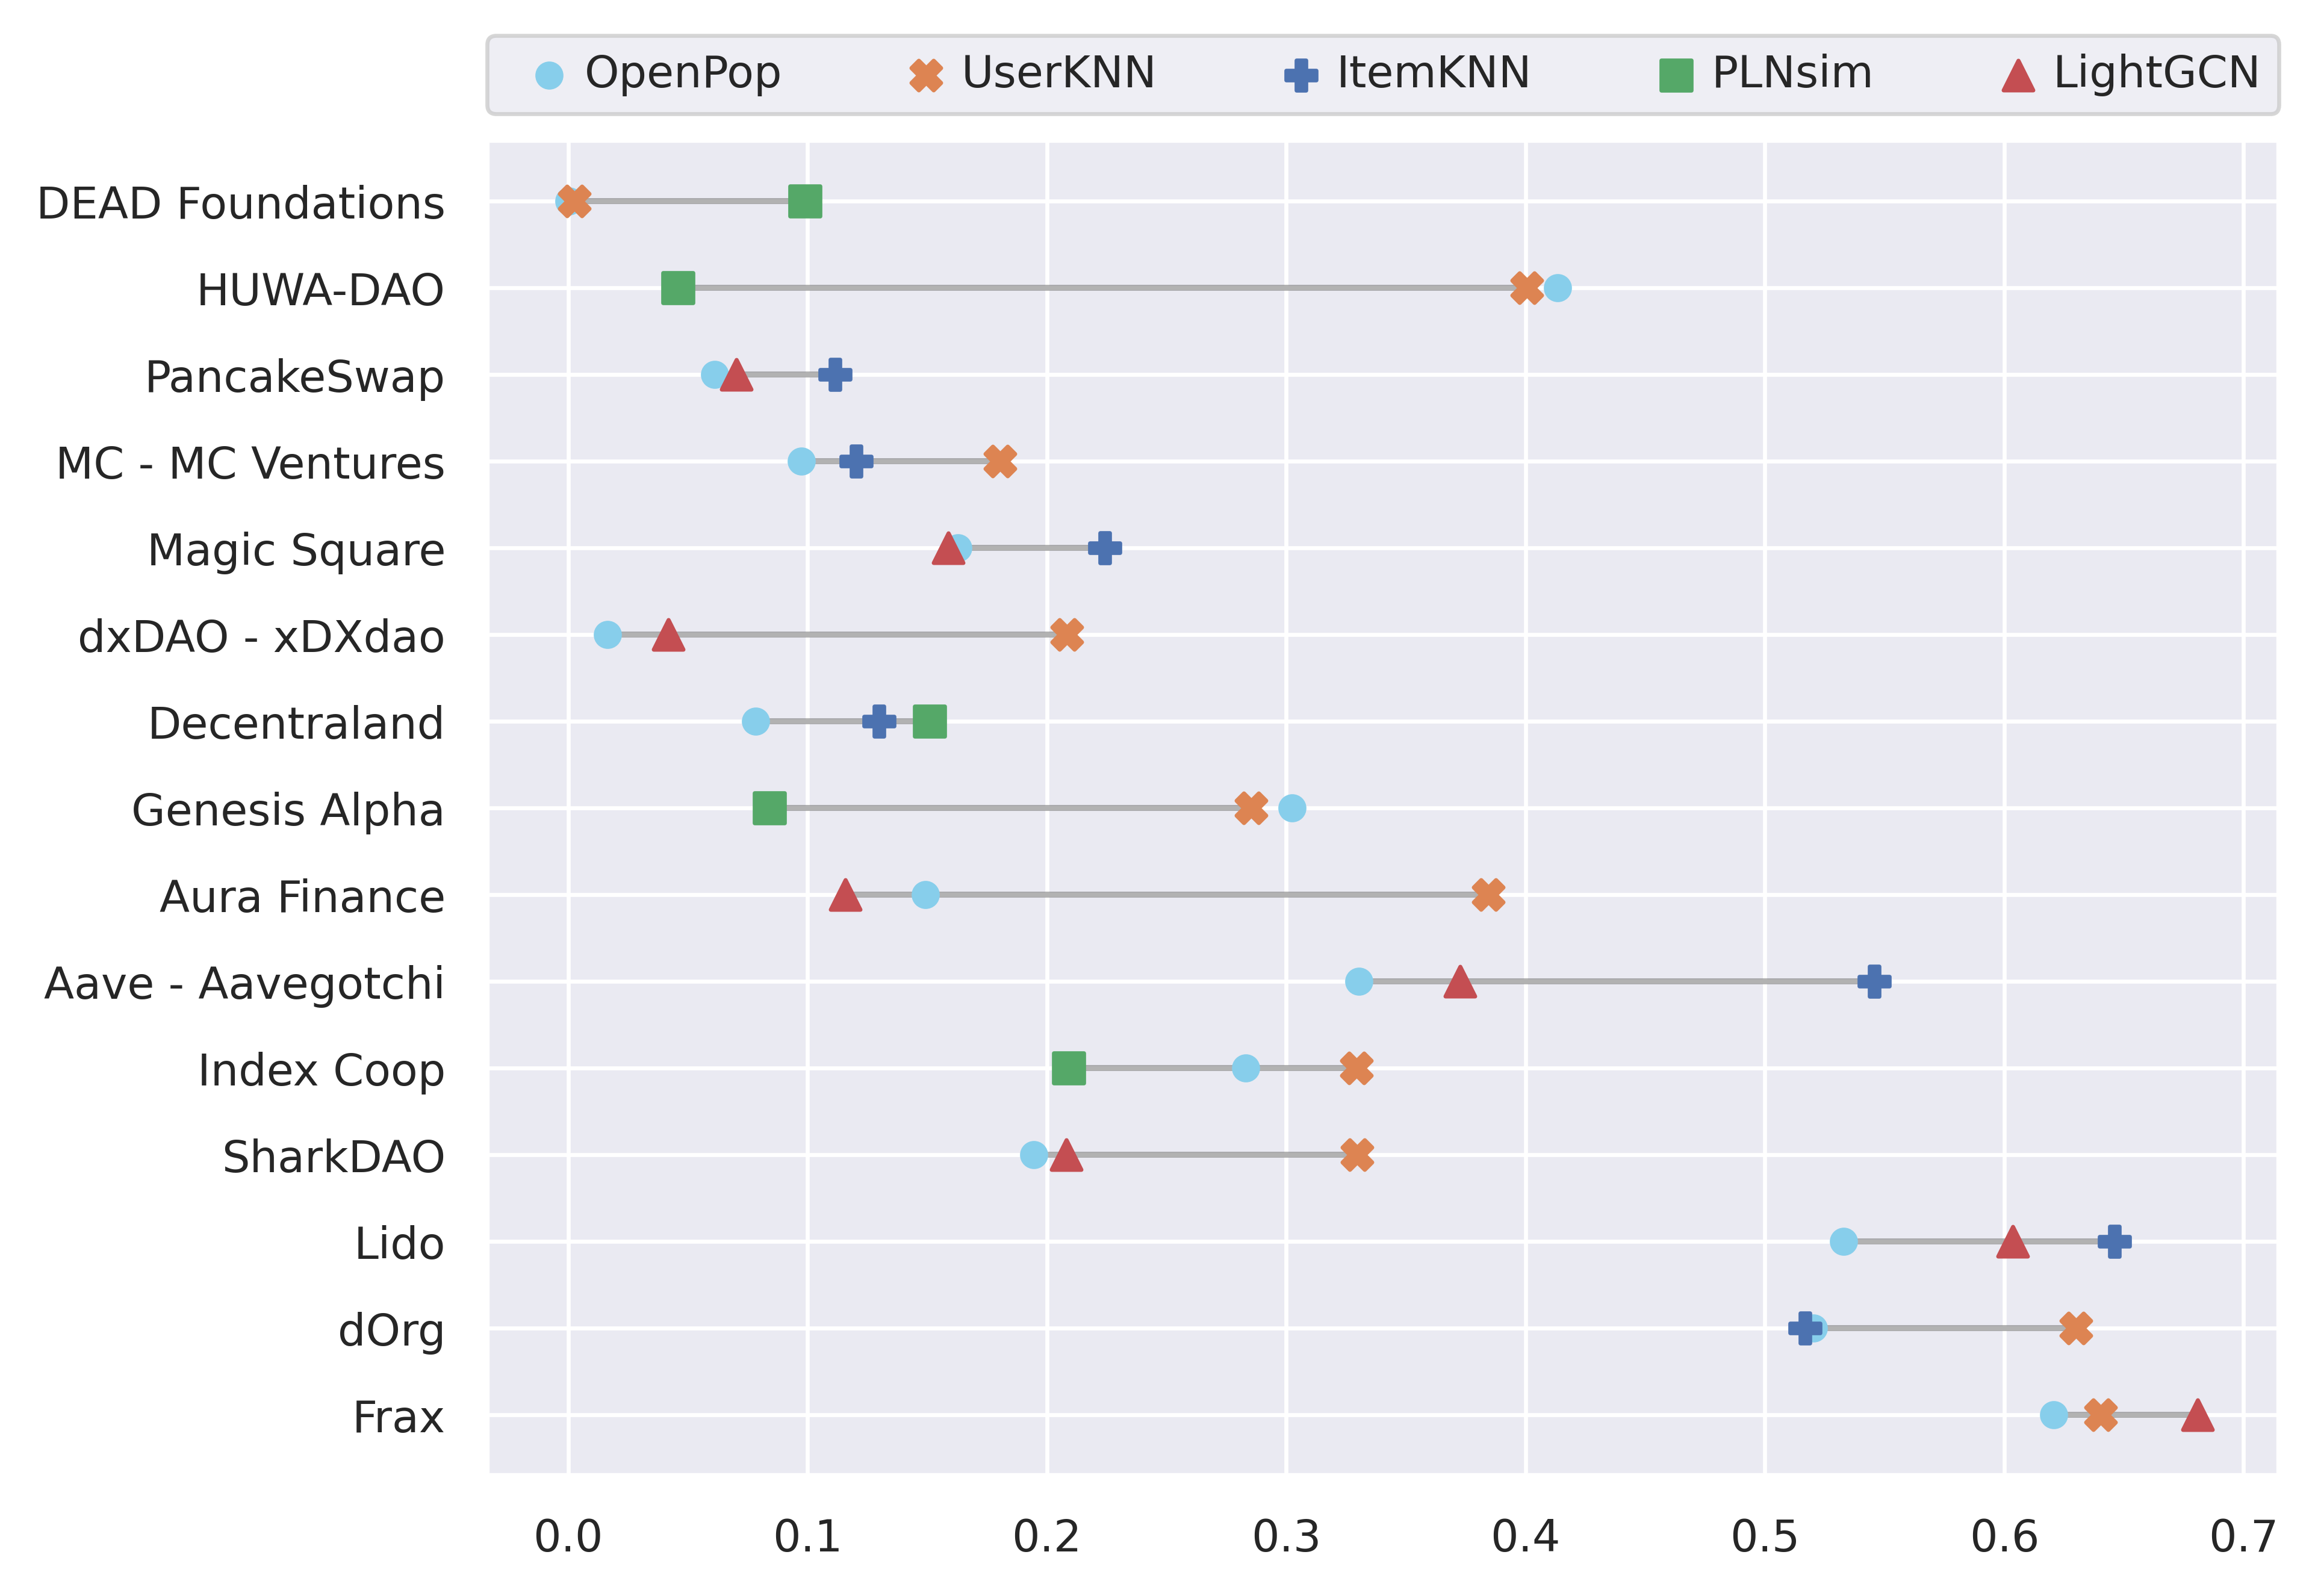 OpenPop UserKNN ItemKNN PLNsim LightGCN
DEAD Foundations
HUWA-DAO
PancakeSwap
MC - MC Ventures
Magic Square
dxDAO - xDXdao
Decentraland
Genesis Alpha
Aura Finance
Aave - Aavegotchi
Index Coop
SharkDAO
Lido
dOrg
Frax
0.0 0.1 0.2 0.3 0.4 0.5 0.6 0.7